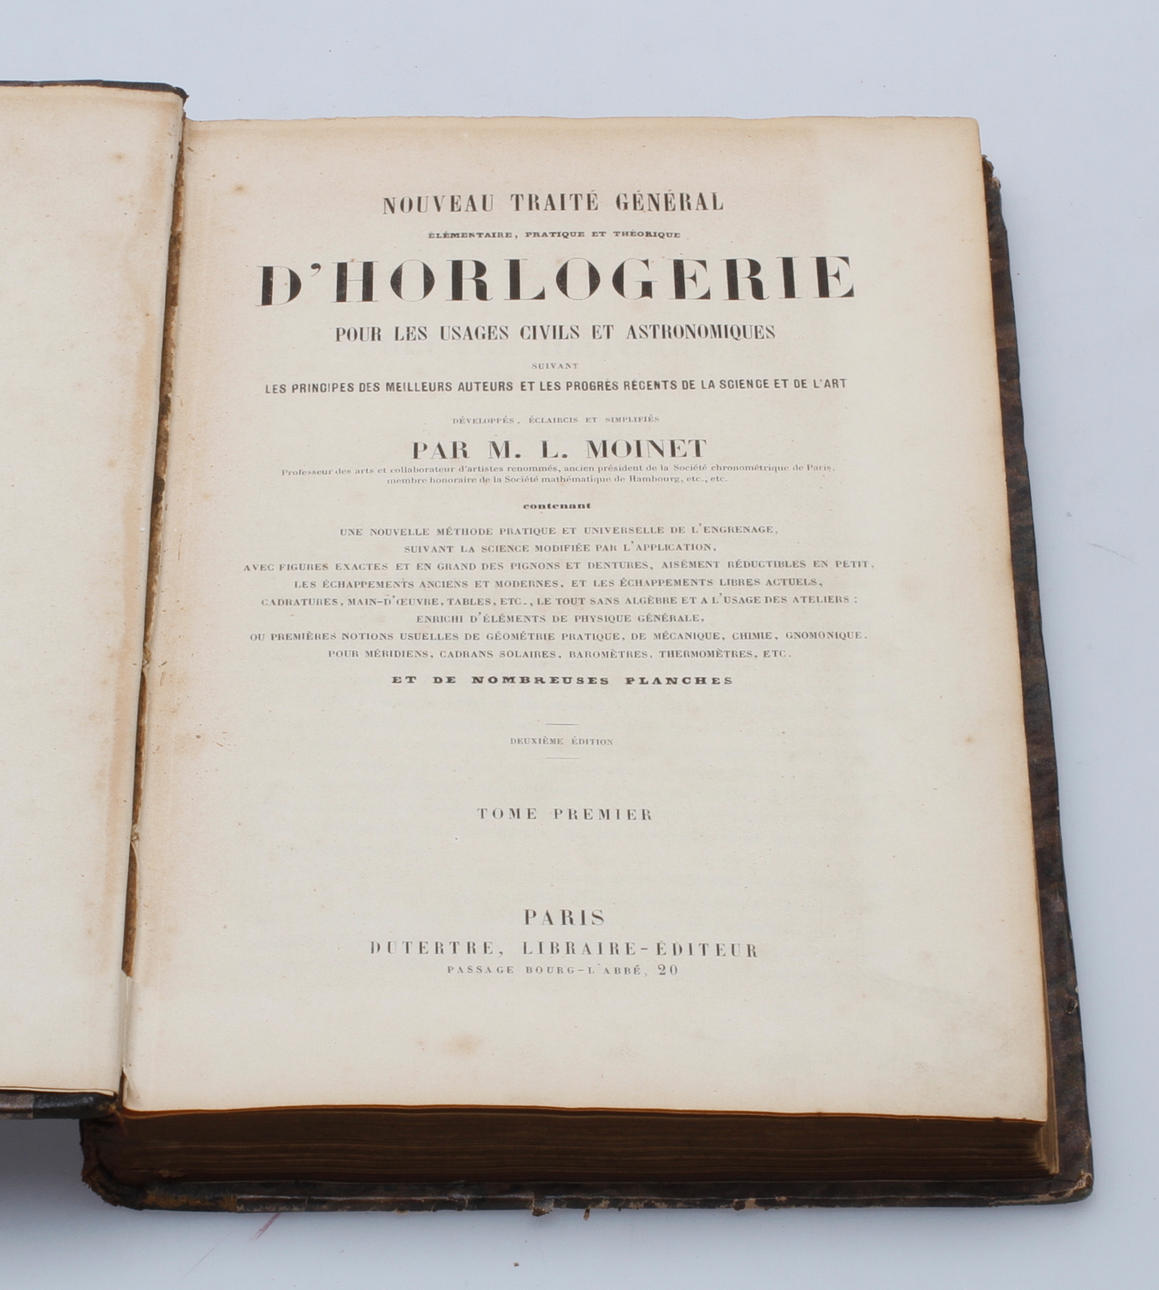 NOUVEAU TRAITÉ GÉNÉRAL
ÉLÉMENTAIRE, PRATIQUE ET THÉORIQUE
D'HORLOGERIE
POUR LES USAGES CIVILS ET ASTRONOMIQUES
SUIVANT
LES PRINCIPES DES MEILLEURS AUTEURS ET LES PROGRÈS RÉCENTS DE LA SCIENCE ET DE L'ART
DÉVELOPPÉS, ÉCLAIRCIS ET SIMPLIFIÉS
PAR M. L. MOINET
Professeur des arts et collaborateur d'artistes renommés, ancien président de la Société chronométrique de Paris,
membre honoraire de la Société mathématique de Hambourg, etc., etc.
contenant
UNE NOUVELLE MÉTHODE PRATIQUE ET UNIVERSELLE DE L'ENGRENAGE,
SUIVANT LA SCIENCE MODIFIÉE PAR L'APPLICATION,
AVEC FIGURES EXACTES ET EN GRAND DES PIGNONS ET DENTURES, AISÉMENT RÉDUCTIBLES EN PETIT,
LES ÉCHAPPEMENTS ANCIENS ET MODERNES, ET LES ÉCHAPPEMENTS LIBRES ACTUELS,
CADRATURES, MAIN-D'ŒUVRE, TABLES, ETC., LE TOUT SANS ALGÈBRE ET A L'USAGE DES ATELIERS;
ENRICHI D'ÉLÉMENTS DE PHYSIQUE GÉNÉRALE,
OU PREMIÈRES NOTIONS USUELLES DE GÉOMÉTRIE PRATIQUE, DE MÉCANIQUE, CHIMIE, GNOMONIQUE,
POUR MÉRIDIENS, CADRANS SOLAIRES, BAROMÈTRES, THERMOMÈTRES, ETC.
ET DE NOMBREUSES PLANCHES
DEUXIÈME ÉDITION
TOME PREMIER
PARIS
DUTERTRE, LIBRAIRE-ÉDITEUR
PASSAGE BOURG-L'ABBÉ, 20